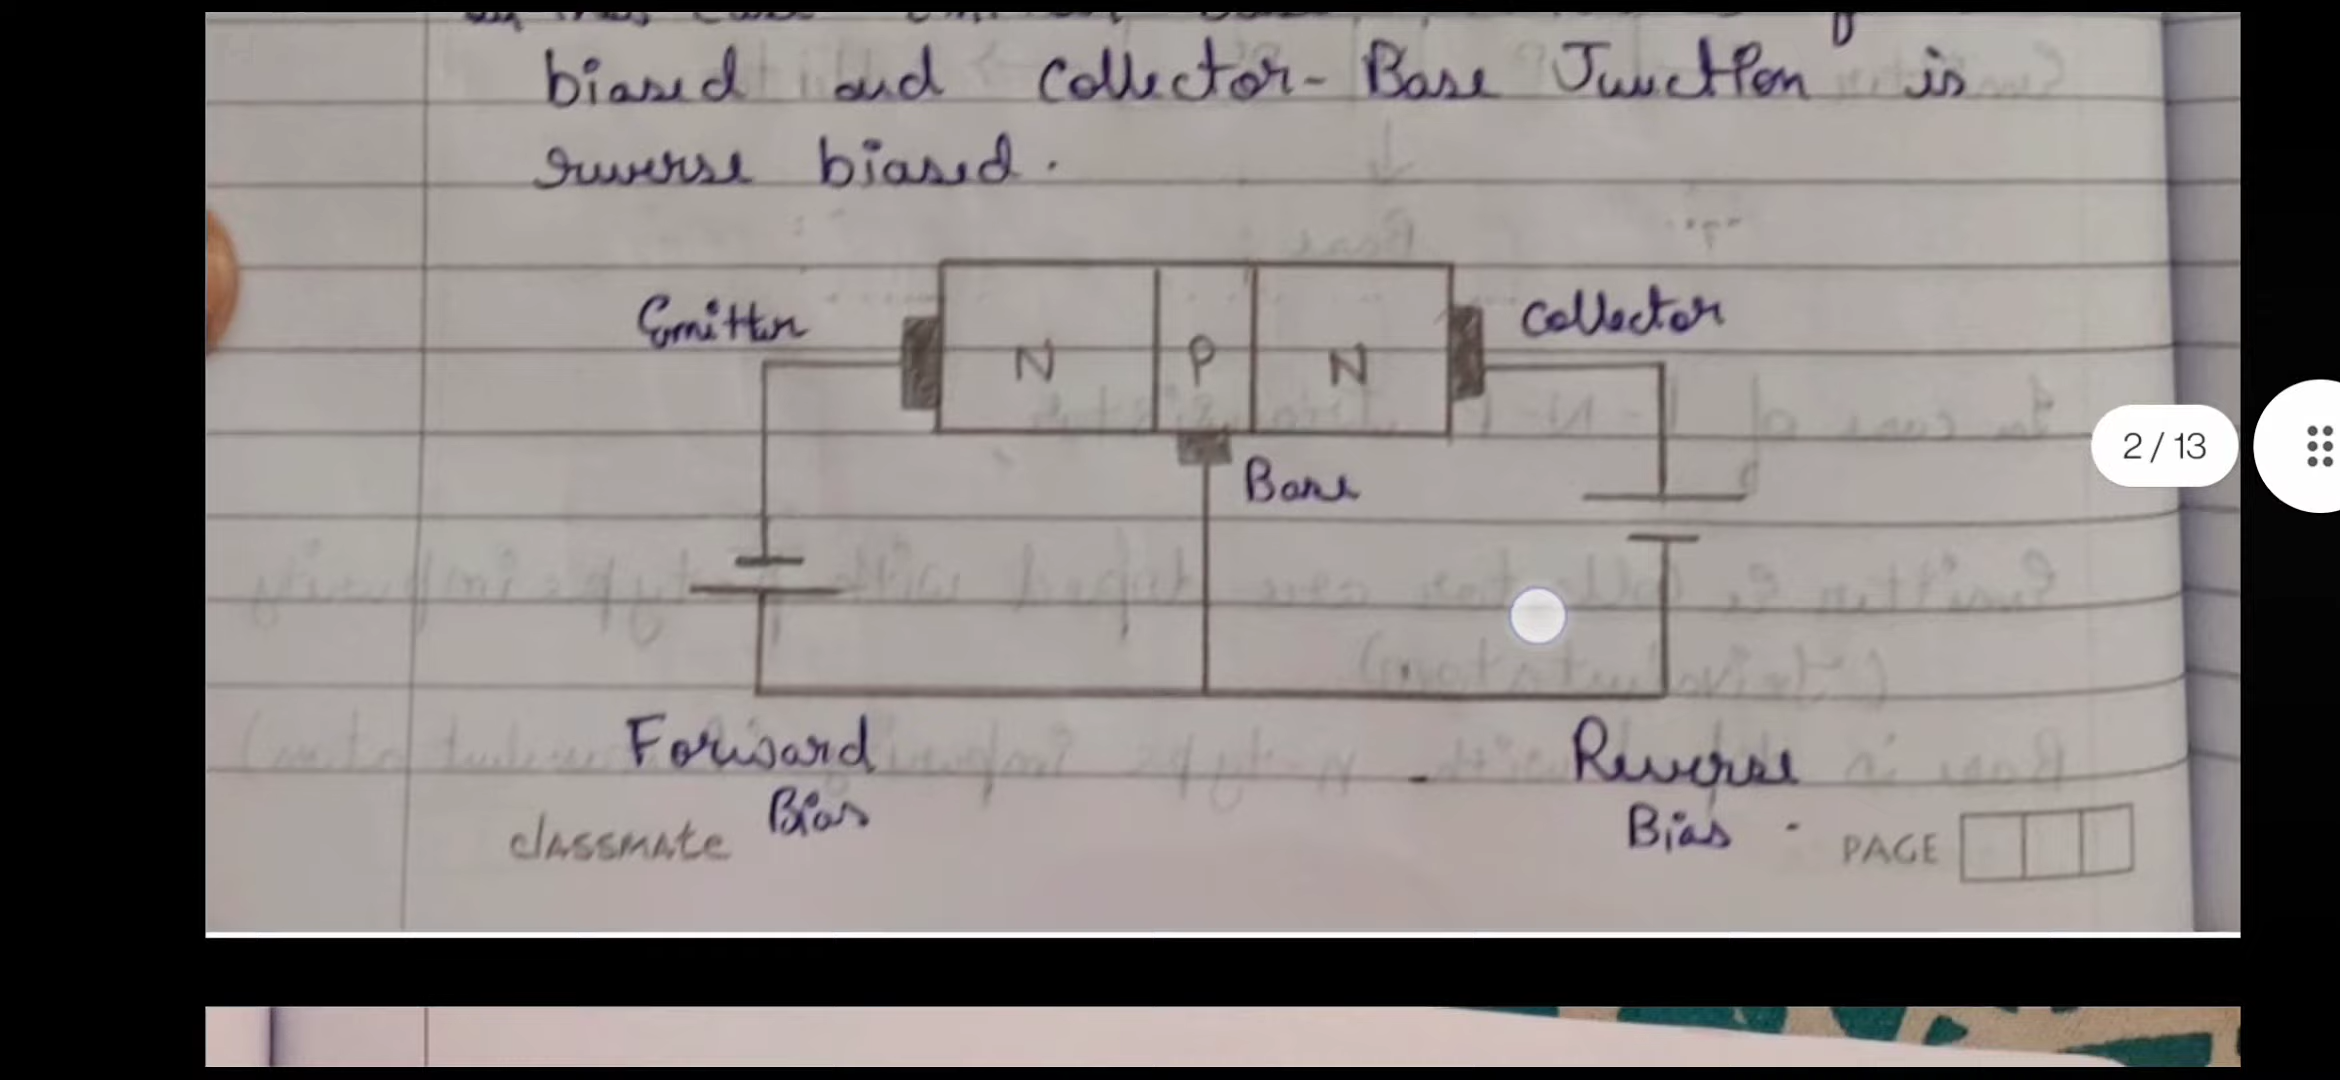 biased and Collector-Base Junction is
reverse biased.
Emitter
Collector
N P N
Base
2/13
Forward
Bias
Reverse
Bias.
classmate
PAGE